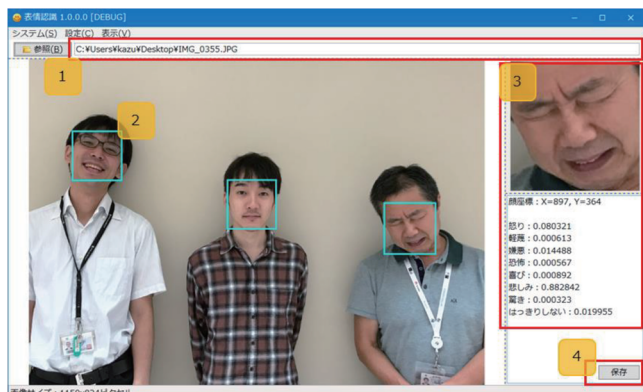 表情認識 1.0.0.0 [DEBUG]
システム(S) 設定(C) 表示(V)
参照(B) C:¥Users¥kazu¥Desktop¥IMG_0355.JPG
1
2
3
顔座標：X=897, Y=364
怒り：0.080321
軽蔑：0.000613
嫌悪：0.014488
恐怖：0.000567
喜び：0.000892
悲しみ：0.882842
驚き：0.000323
はっきりしない：0.019955
4
保存